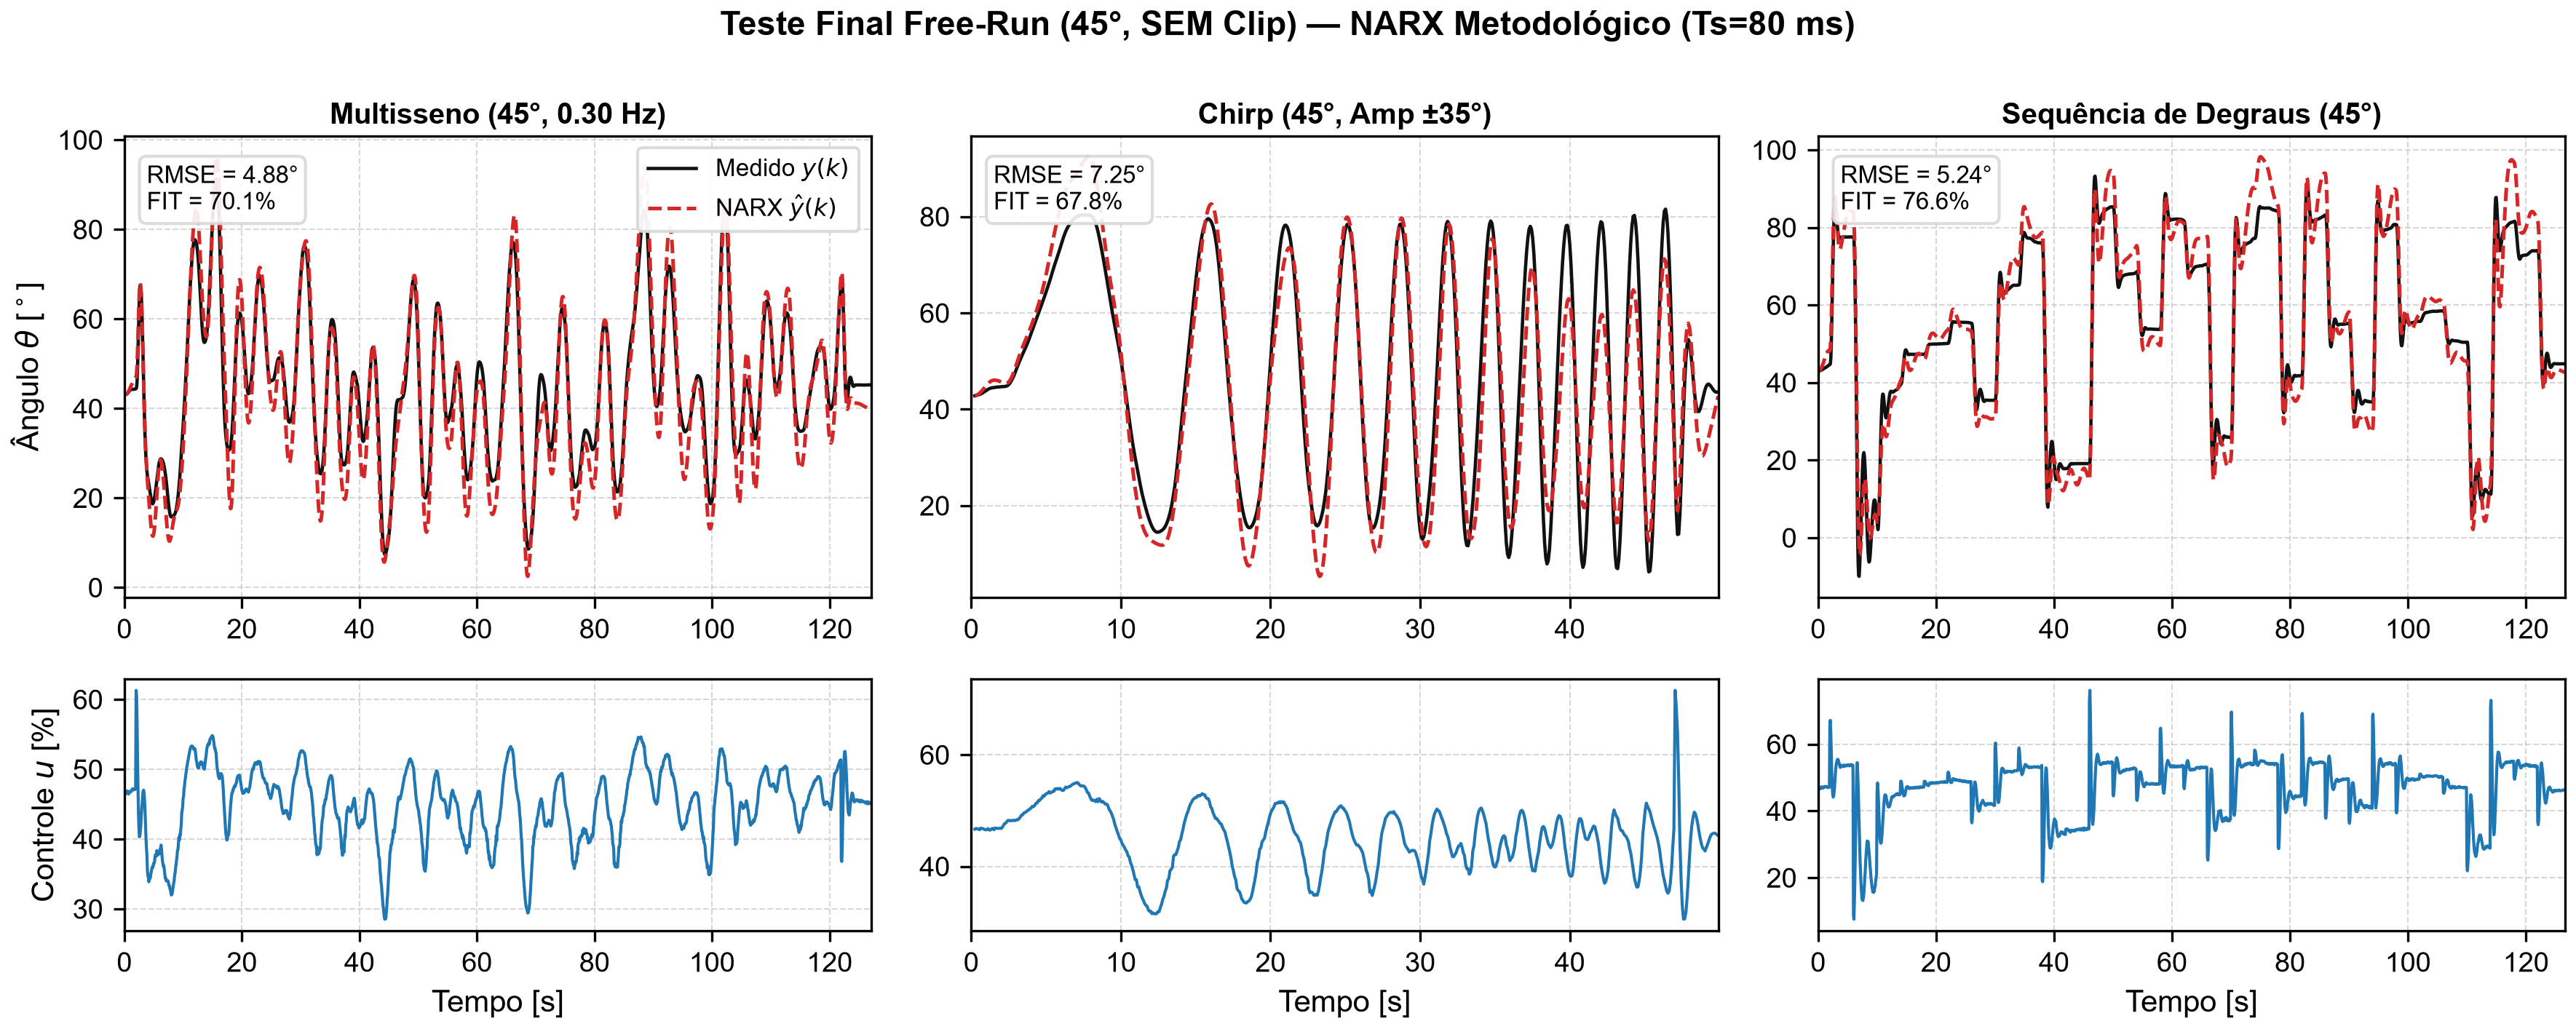 Teste Final Free-Run (45°, SEM Clip) — NARX Metodológico (Ts=80 ms)
Multisseno (45°, 0.30 Hz)
RMSE = 4.88°
FIT = 70.1%
Medido y(k)
NARX ŷ(k)
Ângulo θ [°]
100
80
60
40
20
0
0 20 40 60 80 100 120
Chirp (45°, Amp ±35°)
RMSE = 7.25°
FIT = 67.8%
80
60
40
20
0 10 20 30 40
Sequência de Degraus (45°)
RMSE = 5.24°
FIT = 76.6%
100
80
60
40
20
0
0 20 40 60 80 100 120
Controle u [%]
60
50
40
30
0 20 40 60 80 100 120
Tempo [s]
60
40
0 10 20 30 40
Tempo [s]
60
40
20
0 20 40 60 80 100 120
Tempo [s]